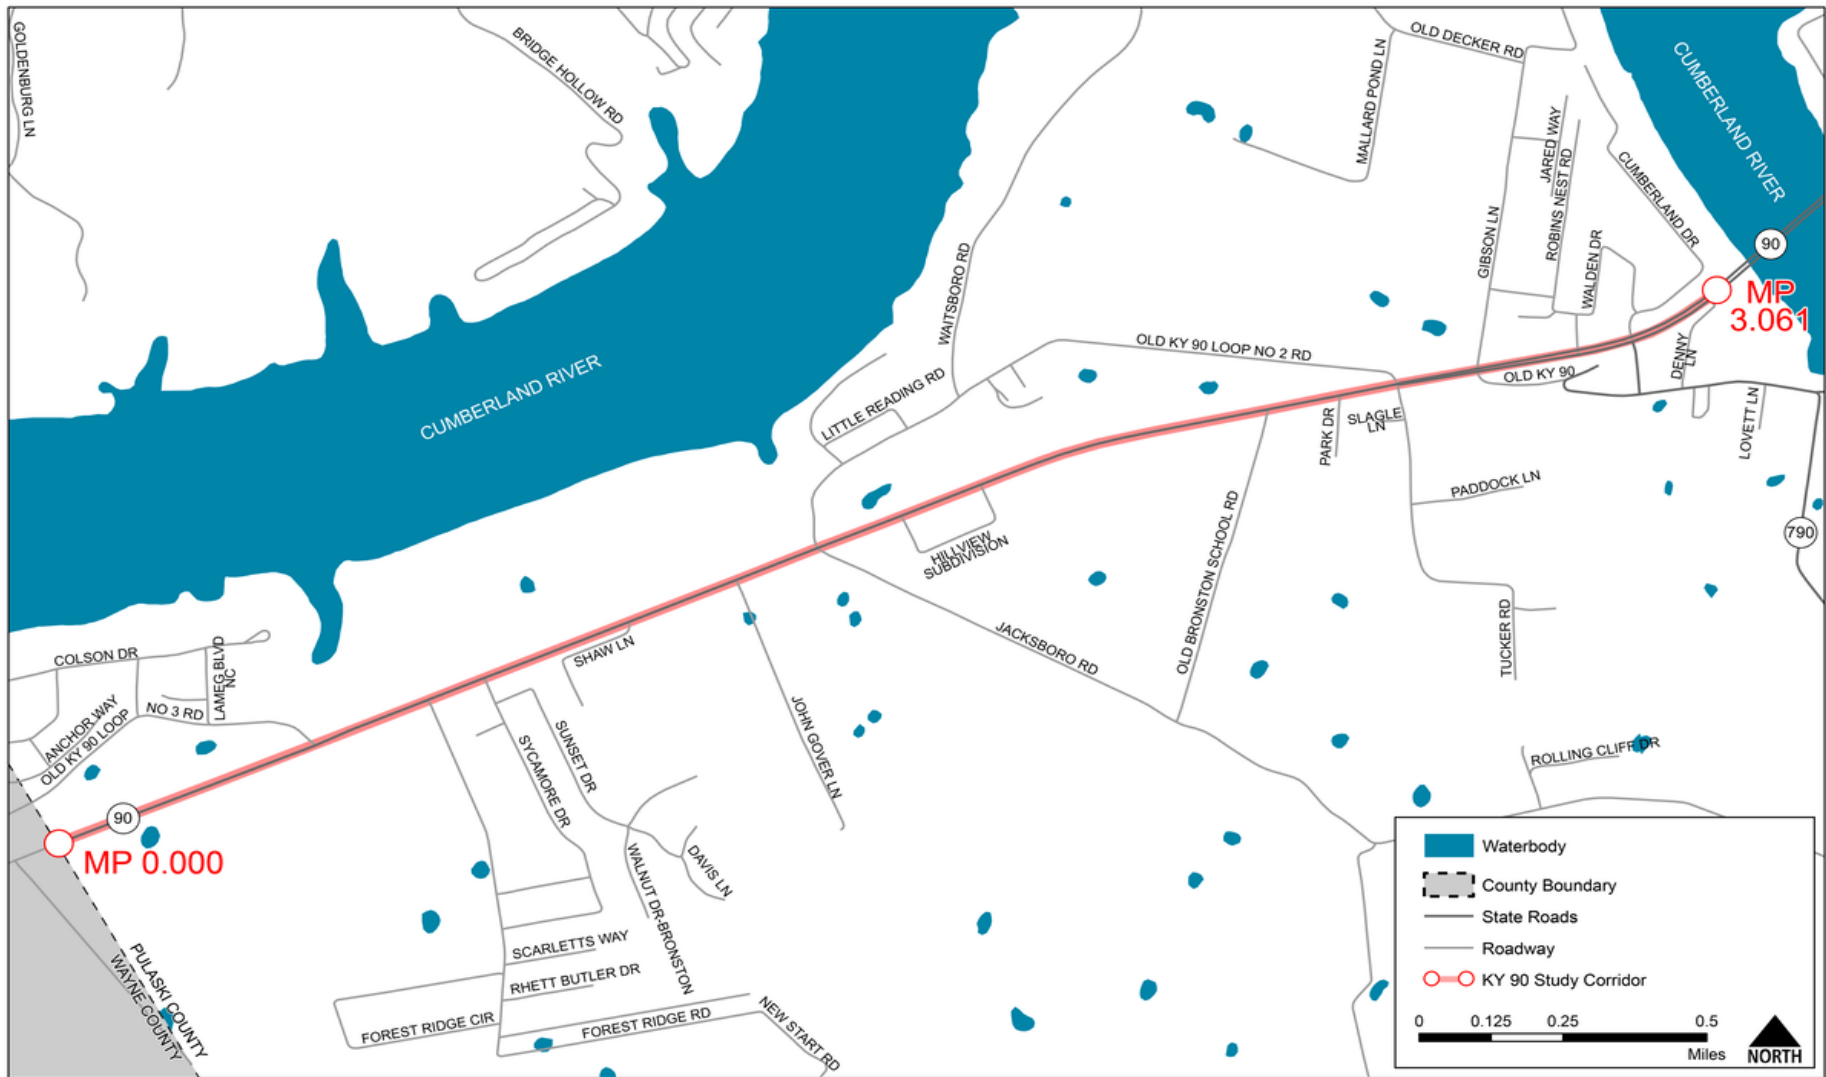 GOLDENBURG LN
BRIDGE HOLLOW RD
OLD DECKER RD
MALLARD POND LN
CUMBERLAND RIVER
JARED WAY
ROBINS NEST RD
CUMBERLAND DR
GIBSON LN
WALDEN DR
90
MP
3.061
WAITSBORO RD
OLD KY 90 LOOP NO 2 RD
OLD KY 90
DENNY
LN
CUMBERLAND RIVER
LITTLE READING RD
PARK DR
SLAGLE
LN
LOVETT LN
PADDOCK LN
790
HILLVIEW
SUBDIVISION
OLD BRONSTON SCHOOL RD
JACKSBORO RD
TUCKER RD
COLSON DR
LAMEG BLVD
NC
SHAW LN
ANCHOR WAY
OLD KY 90 LOOP
NO 3 RD
JOHN GOVER LN
SUNSET DR
SYCAMORE DR
ROLLING CLIFF DR
90
MP 0.000
WALNUT DR-BRONSTON
DAVIS LN
SCARLETTS WAY
RHETT BUTLER DR
FOREST RIDGE CIR
FOREST RIDGE RD
NEW START RD
PULASKI COUNTY
WAYNE COUNTY
Waterbody
County Boundary
State Roads
Roadway
KY 90 Study Corridor
0 0.125 0.25 0.5
Miles
NORTH